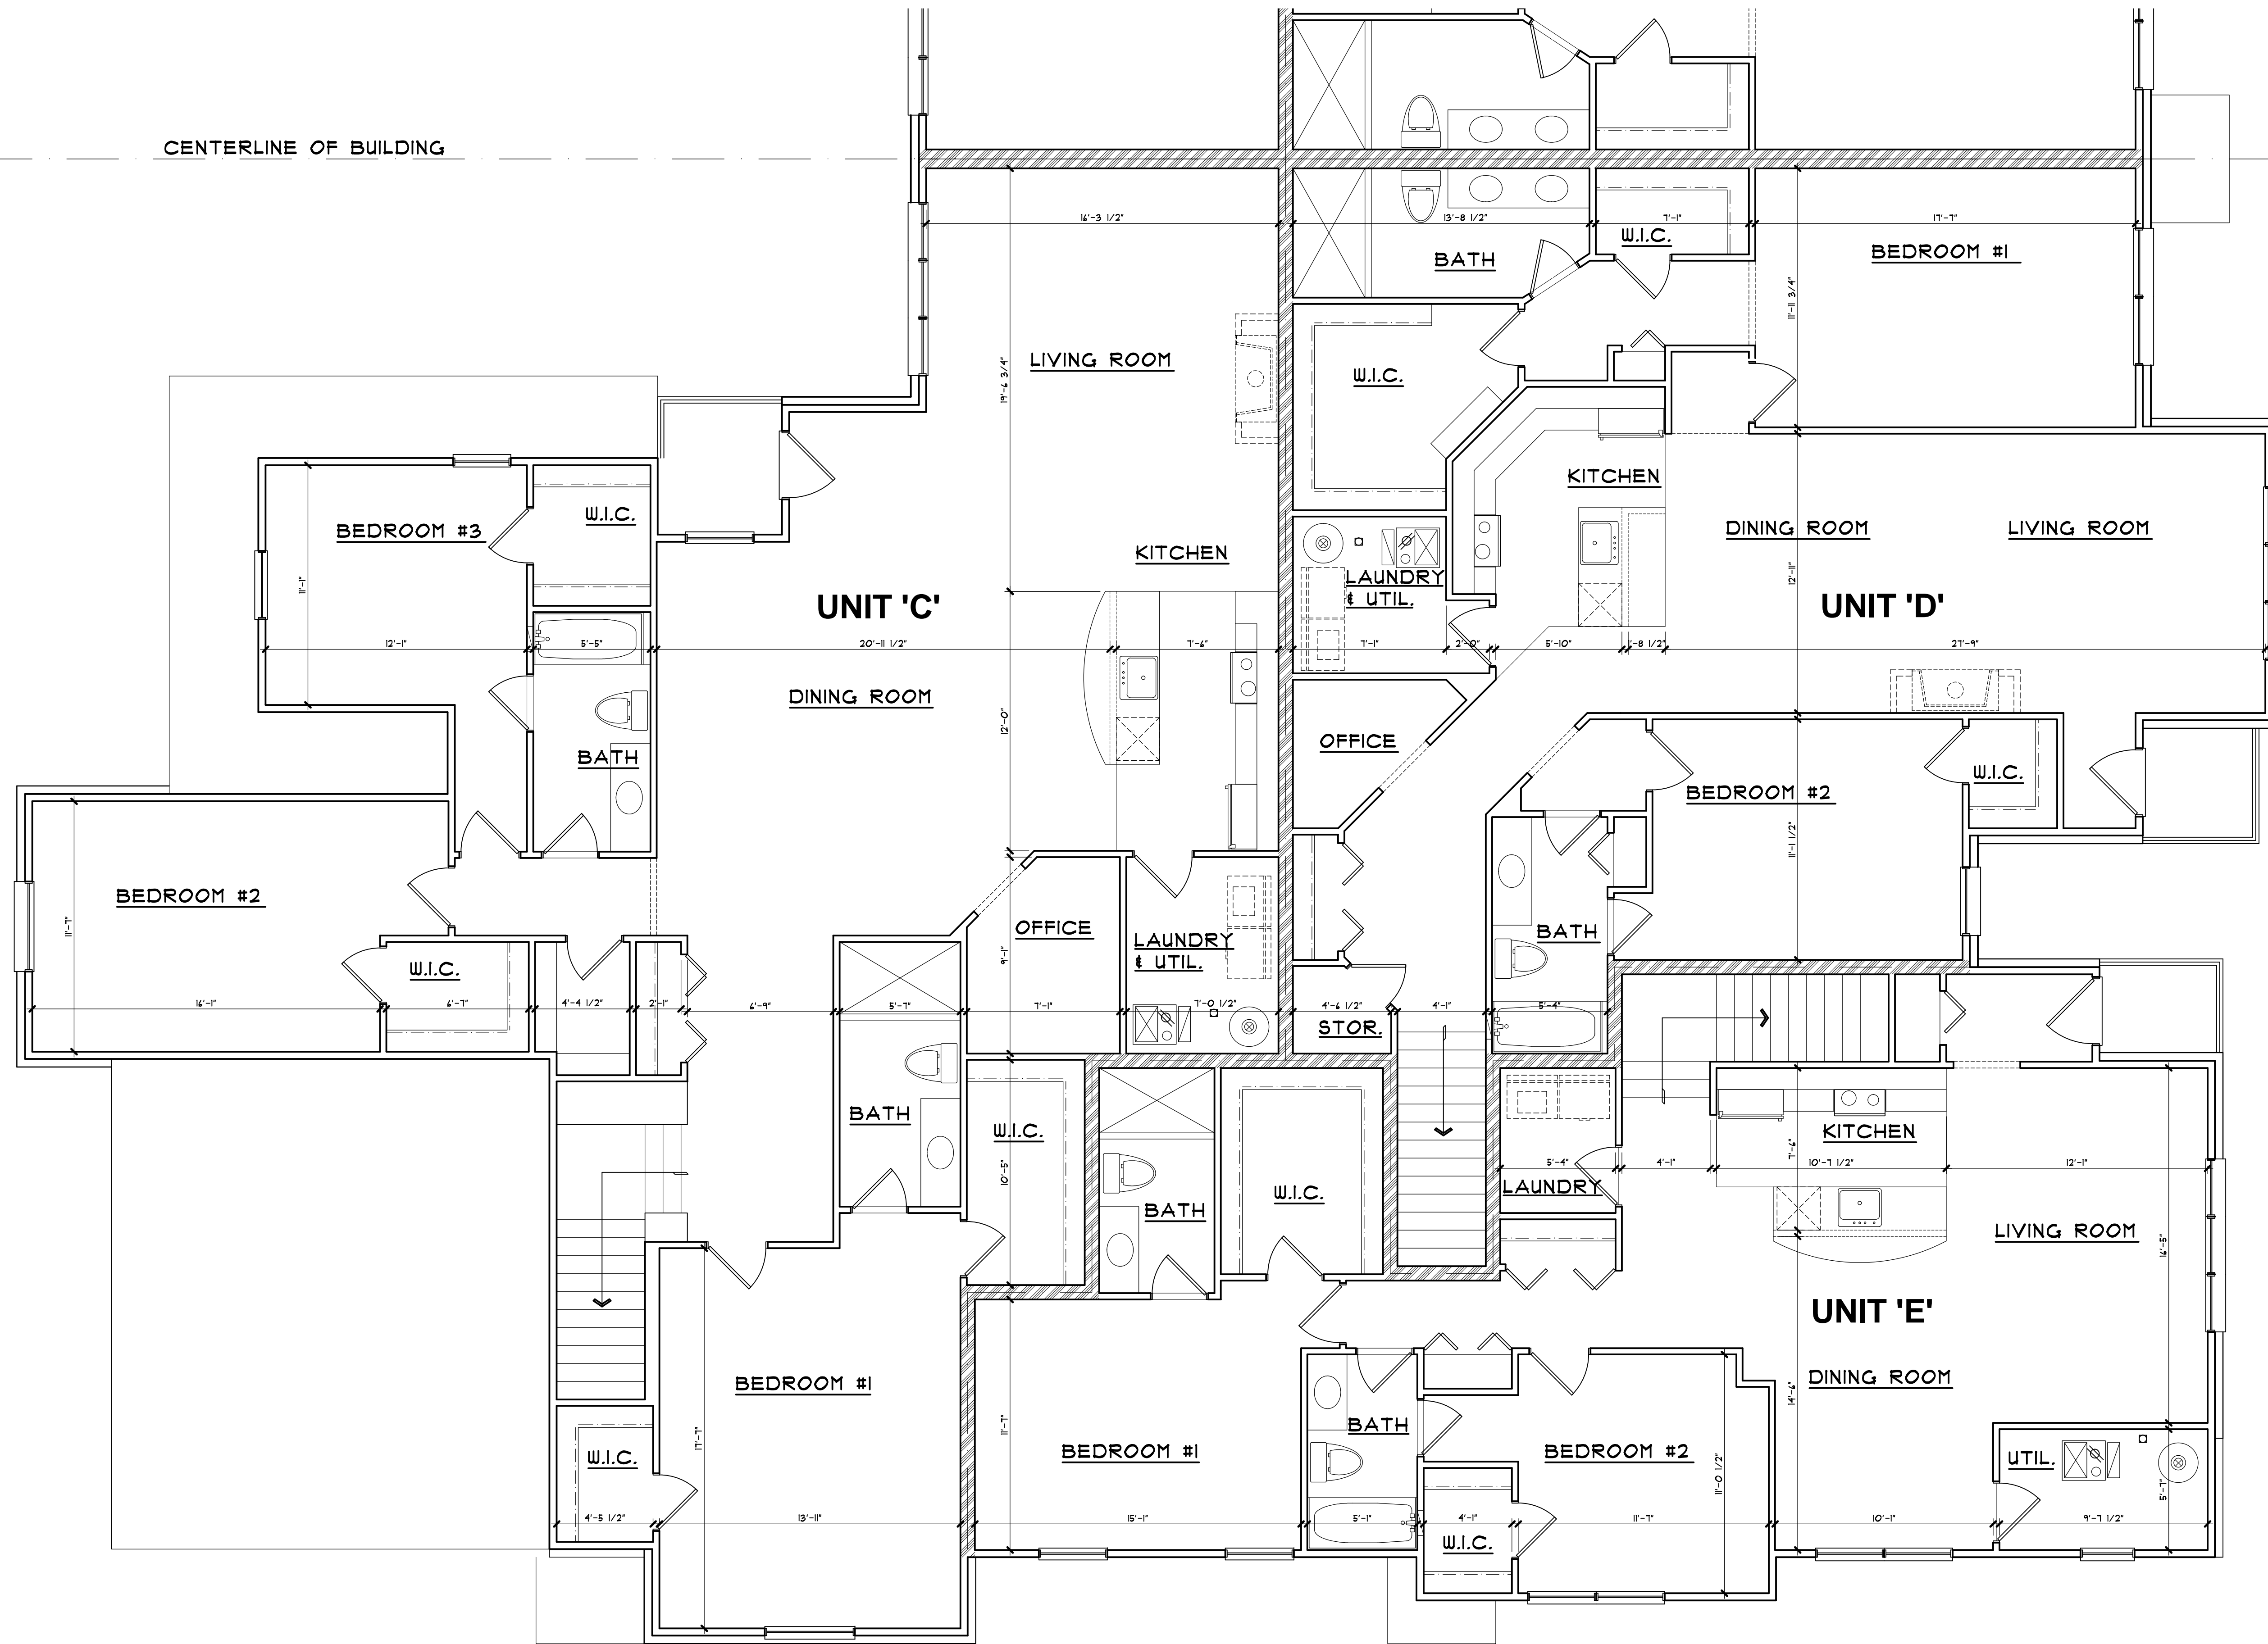 CENTERLINE OF BUILDING
16'-3 1/2"
13'-8 1/2"
7'-1"
17'-7"
W.I.C.
BATH
BEDROOM #1
11'-11 3/4"
LIVING ROOM
19'-6 3/4"
W.I.C.
KITCHEN
BEDROOM #3
W.I.C.
DINING ROOM
LIVING ROOM
KITCHEN
11'-1"
LAUNDRY
& UTIL.
12'-11"
UNIT 'C'
UNIT 'D'
12'-1"
5'-5"
20'-11 1/2"
7'-6"
7'-1"
2'-0"
5'-10"
1'-8 1/2"
27'-9"
DINING ROOM
12'-0"
OFFICE
BATH
W.I.C.
BEDROOM #2
11'-1 1/2"
BEDROOM #2
11'-7"
OFFICE
BATH
LAUNDRY
& UTIL.
9'-1"
W.I.C.
16'-1"
6'-7"
4'-4 1/2"
2'-1"
6'-9"
5'-7"
7'-1"
7'-0 1/2"
4'-6 1/2"
4'-1"
5'-4"
STOR.
BATH
W.I.C.
KITCHEN
7'-6"
10'-5"
5'-4"
4'-1"
10'-7 1/2"
12'-1"
LAUNDRY
W.I.C.
BATH
LIVING ROOM
16'-5"
UNIT 'E'
BEDROOM #1
DINING ROOM
14'-6"
17'-7"
11'-7"
BATH
BEDROOM #1
BEDROOM #2
W.I.C.
UTIL.
11'-0 1/2"
5'-7"
4'-5 1/2"
13'-11"
15'-1"
5'-1"
4'-1"
11'-7"
10'-1"
9'-7 1/2"
W.I.C.